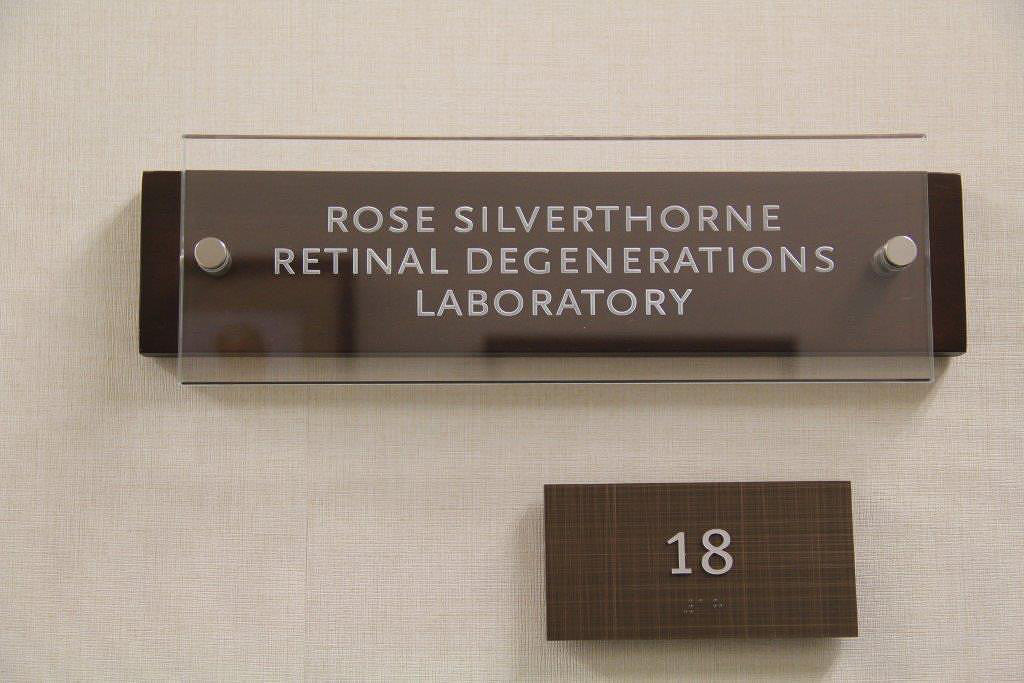 ROSE SILVERTHORNE
RETINAL DEGENERATIONS
LABORATORY
18